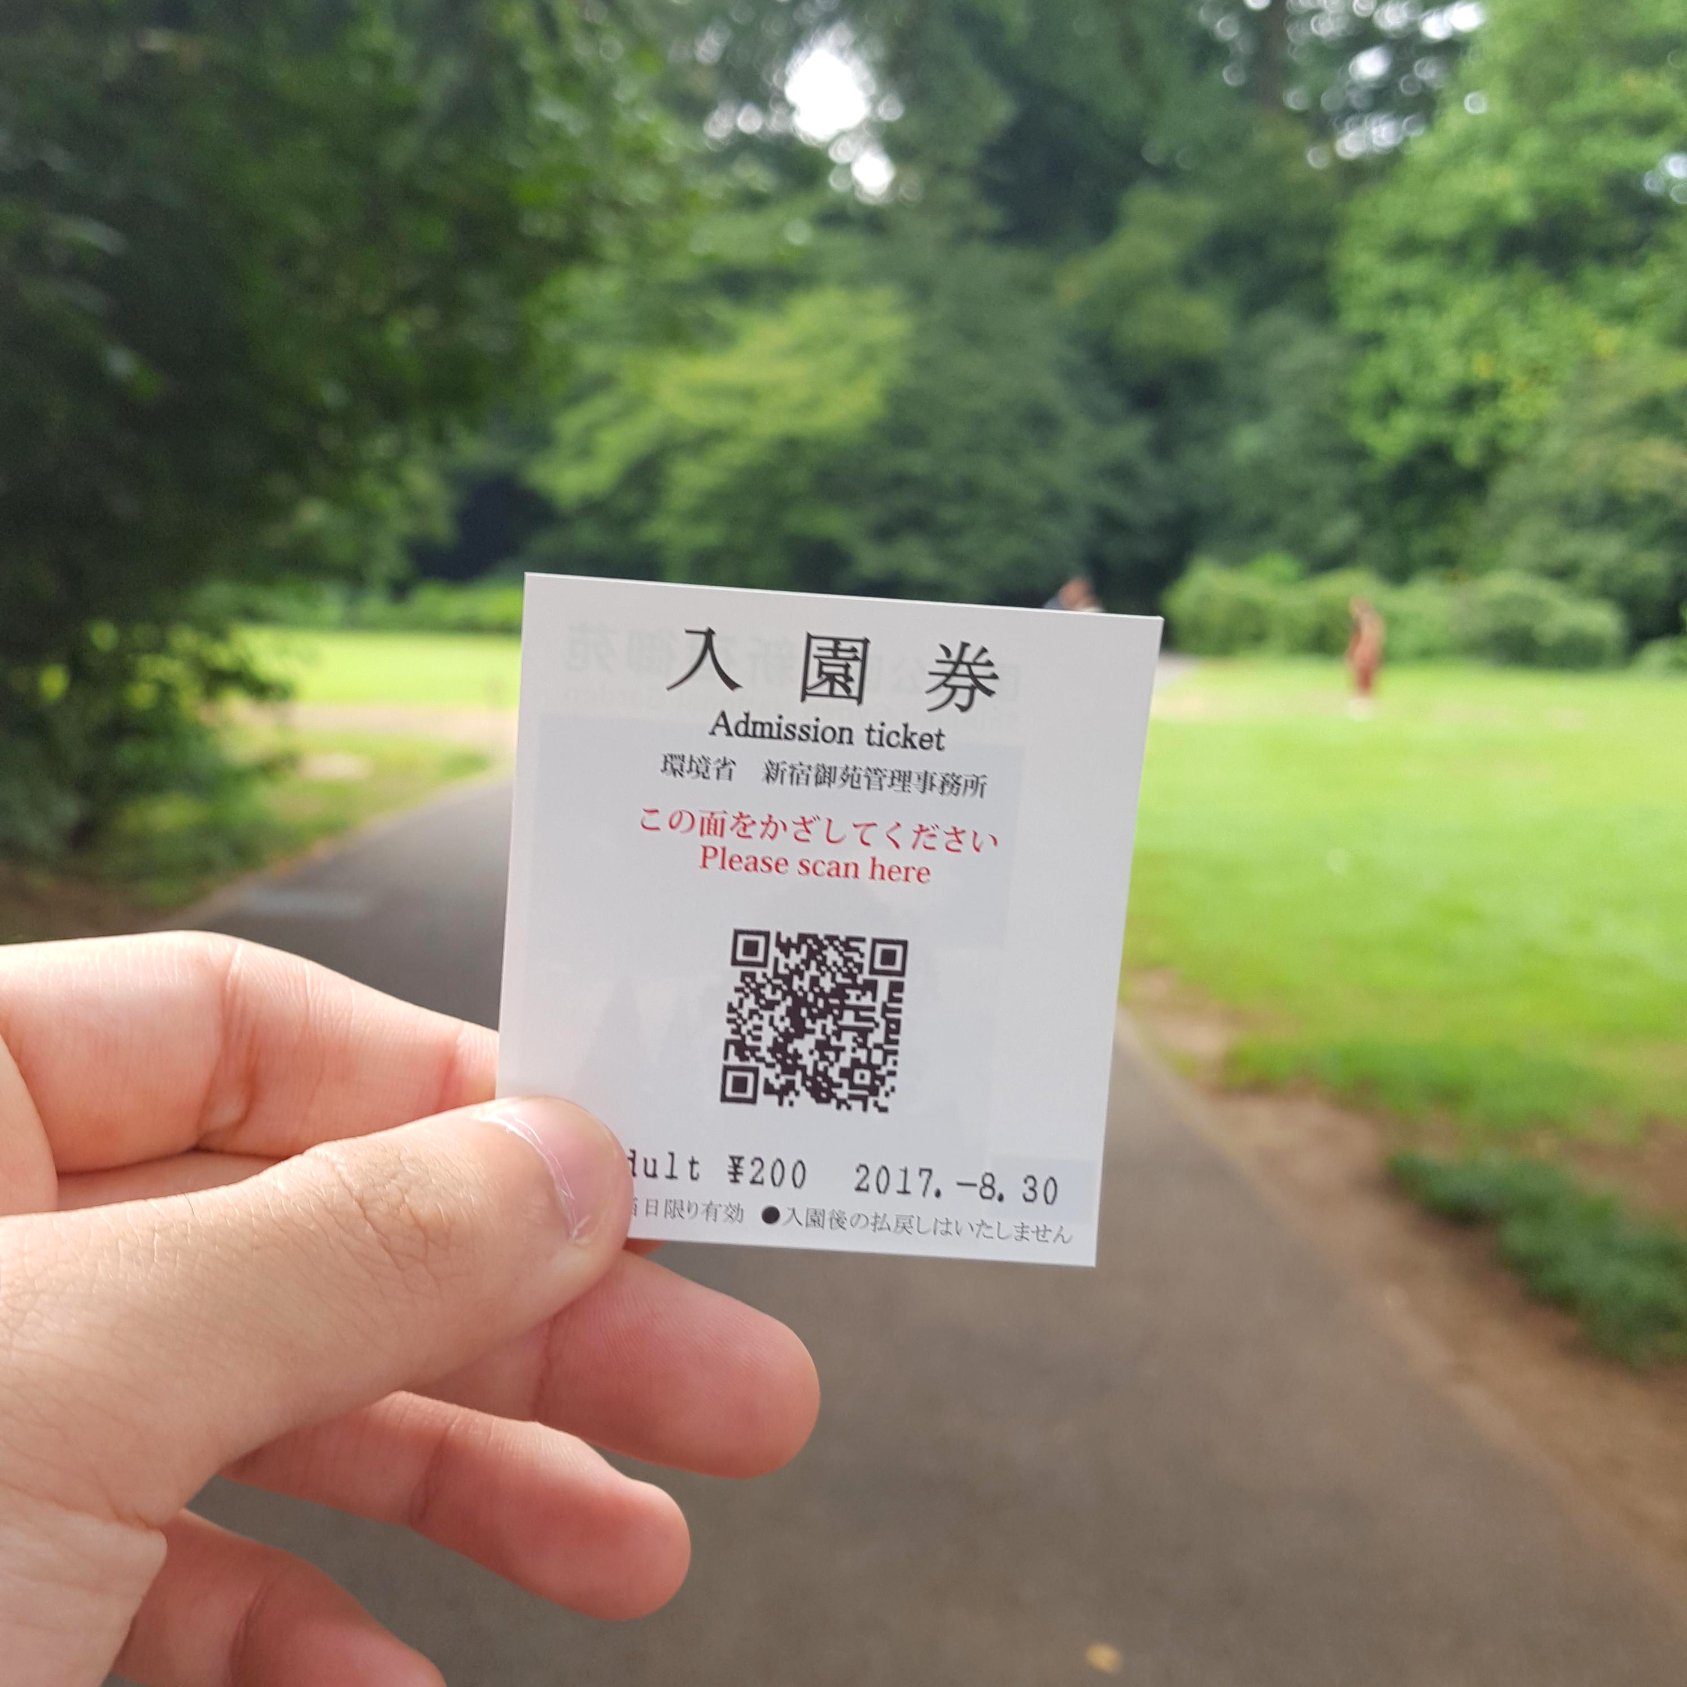 入園券
Admission ticket
環境省 新宿御苑管理事務所
この面をかざしてください
Please scan here
dult ¥200 2017.-8.30
日限り有効 ●入園後の払戻しはいたしません